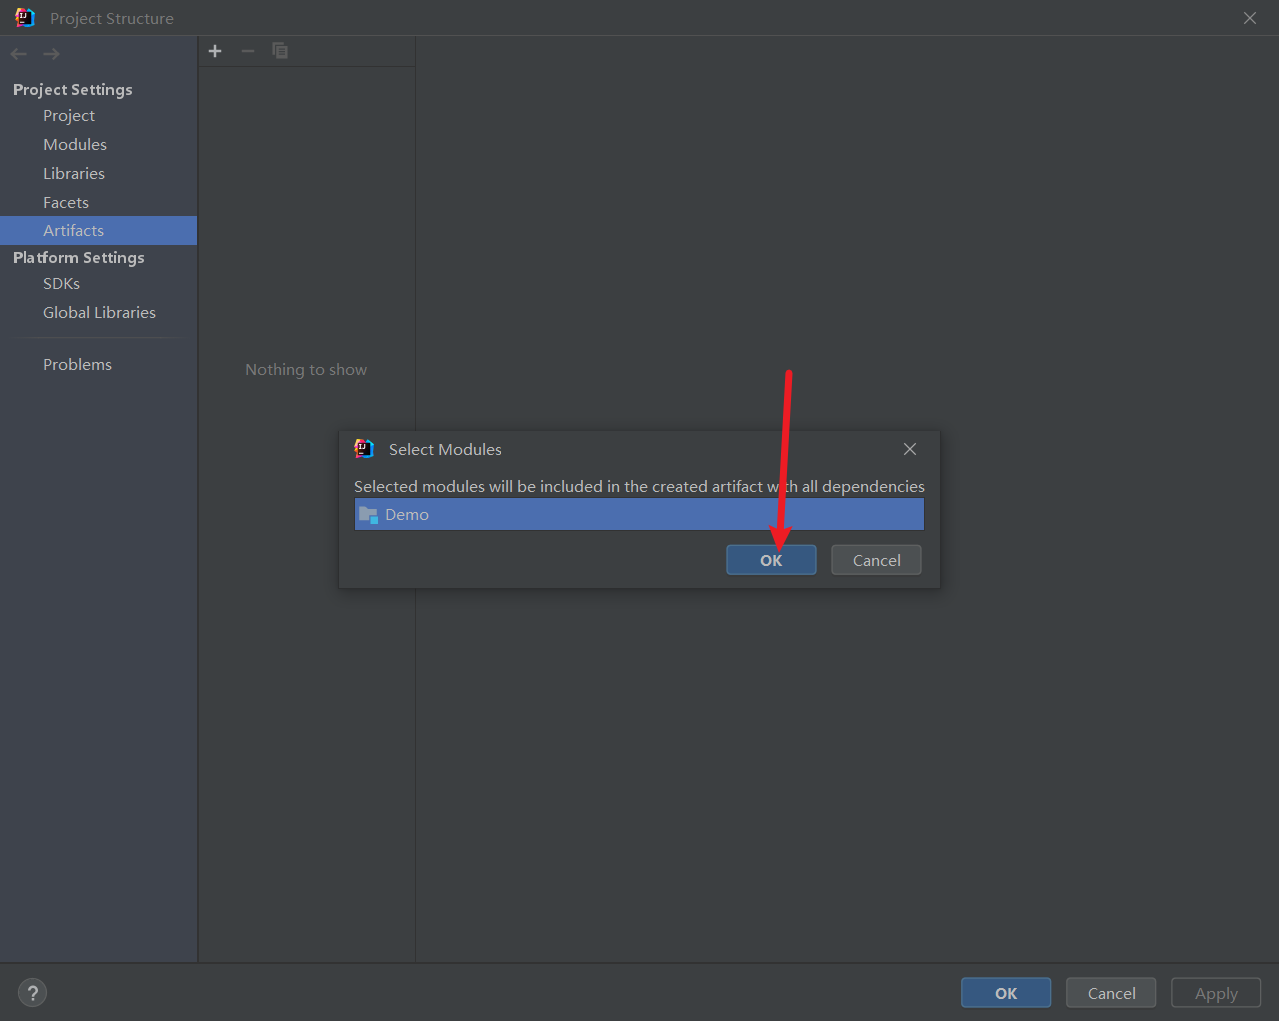 Project Structure
Project Settings
Project
Modules
Libraries
Facets
Artifacts
Platform Settings
SDKs
Global Libraries
Problems
Nothing to show
Select Modules
Selected modules will be included in the created artifact with all dependencies
Demo
OK
Cancel
?
OK
Cancel
Apply